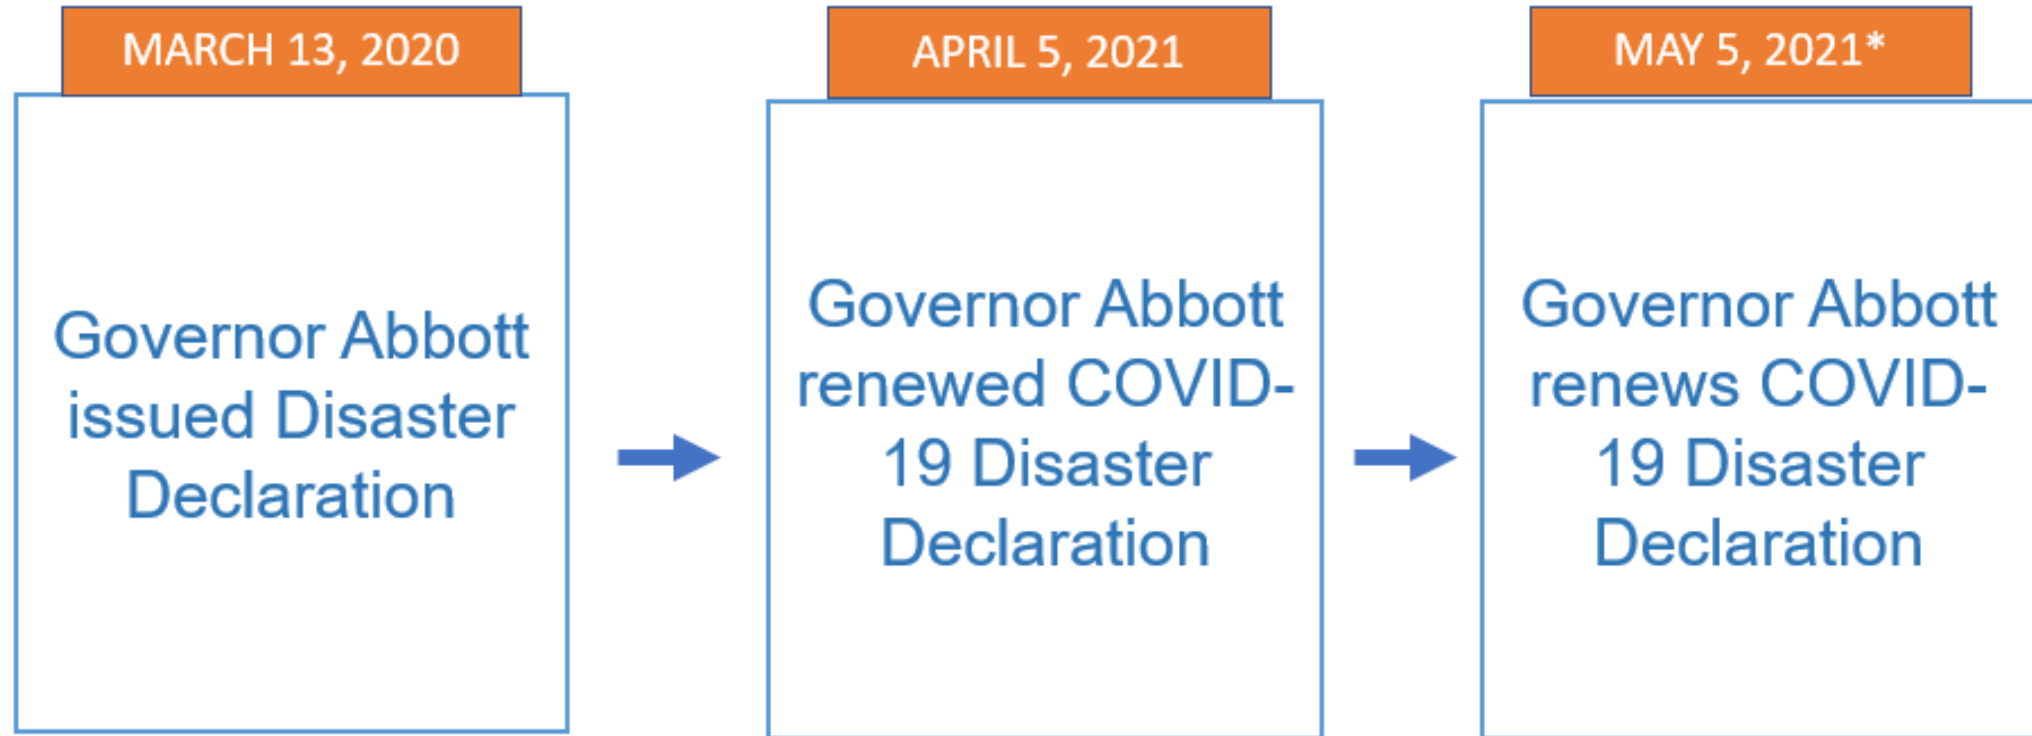 MARCH 13, 2020
Governor Abbott
issued Disaster
Declaration
APRIL 5, 2021
Governor Abbott
renewed COVID-
19 Disaster
Declaration
MAY 5, 2021*
Governor Abbott
renews COVID-
19 Disaster
Declaration